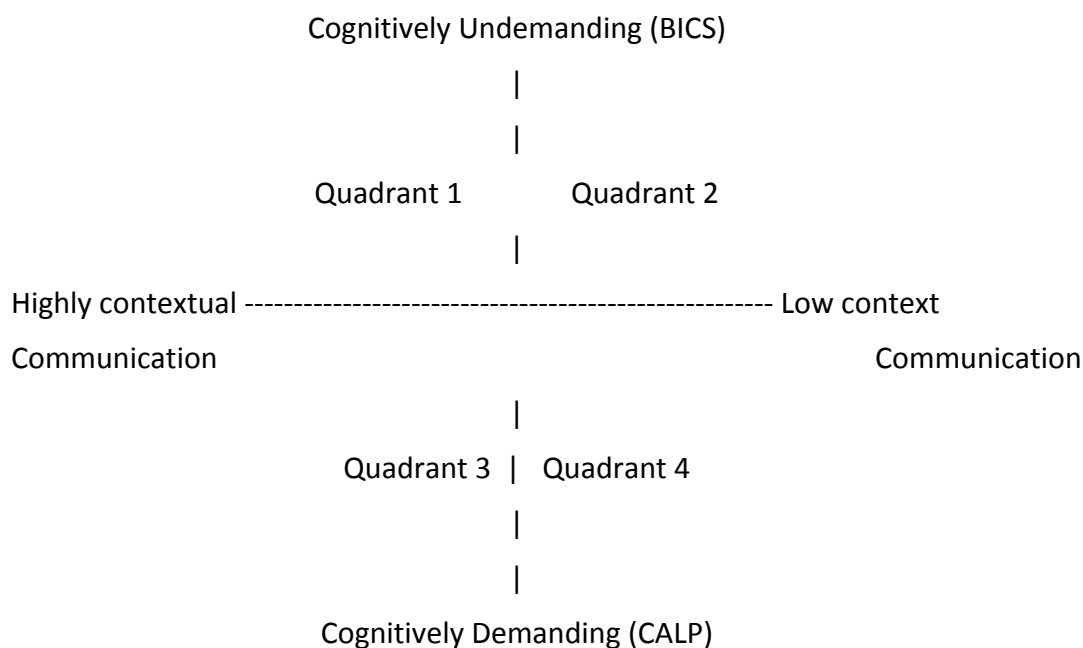 Cognitively Undemanding (BICS)
|
|
Quadrant 1 Quadrant 2
|
Highly contextual ------------------------------------------------------ Low context
Communication Communication
|
Quadrant 3 | Quadrant 4
|
|
Cognitively Demanding (CALP)